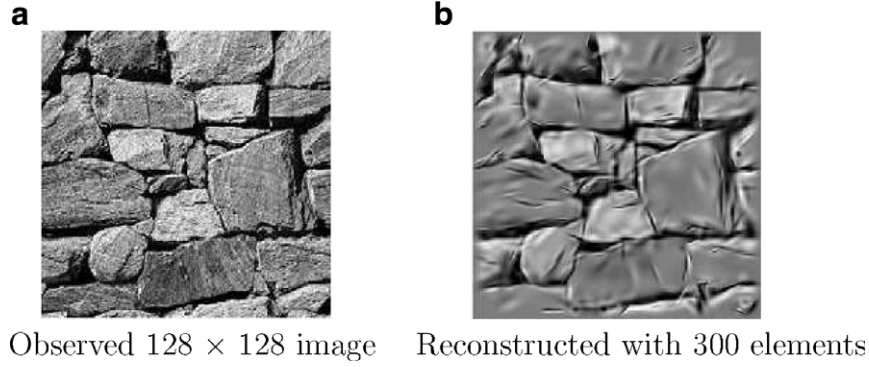 a
b
Observed 128 × 128 image
Reconstructed with 300 elements